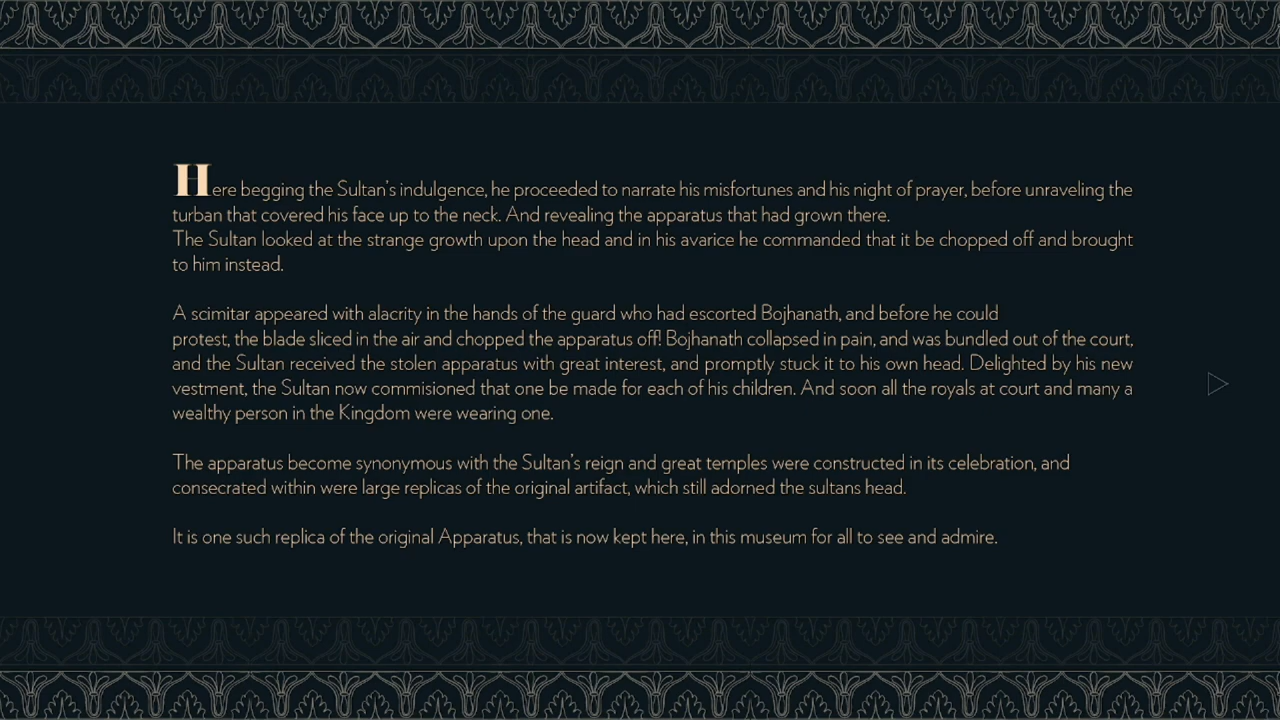 Here begging the Sultan's indulgence, he proceeded to narrate his misfortunes and his night of prayer, before unraveling the
turban that covered his face up to the neck. And revealing the apparatus that had grown there.
The Sultan looked at the strange growth upon the head and in his avarice he commanded that it be chopped off and brought
to him instead.
A scimitar appeared with alacrity in the hands of the guard who had escorted Bojhanath, and before he could
protest, the blade sliced in the air and chopped the apparatus off! Bojhanath collapsed in pain, and was bundled out of the court,
and the Sultan received the stolen apparatus with great interest, and promptly stuck it to his own head. Delighted by his new
vestment, the Sultan now commisioned that one be made for each of his children. And soon all the royals at court and many a
wealthy person in the Kingdom were wearing one.
The apparatus become synonymous with the Sultan's reign and great temples were constructed in its celebration, and
consecrated within were large replicas of the original artifact, which still adorned the sultans head.
It is one such replica of the original Apparatus, that is now kept here, in this museum for all to see and admire.